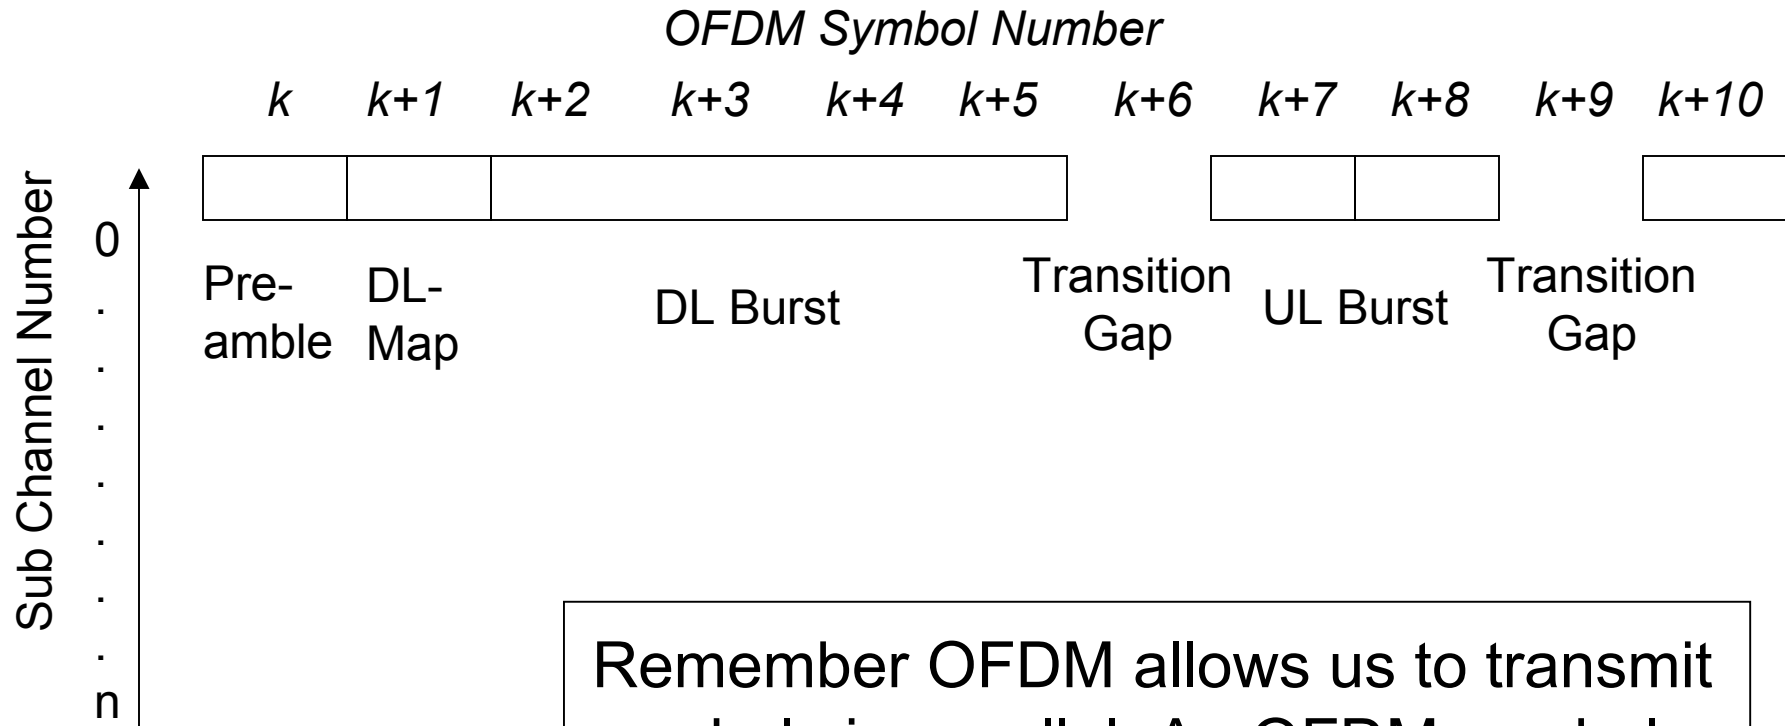 OFDM Symbol Number
k k+1 k+2 k+3 k+4 k+5 k+6 k+7 k+8 k+9 k+10
Sub Channel Number
0
.
.
.
.
.
.
.
n
Pre-
amble
DL-
Map
DL Burst
Transition
Gap
UL Burst
Transition
Gap
Remember OFDM allows us to transmit